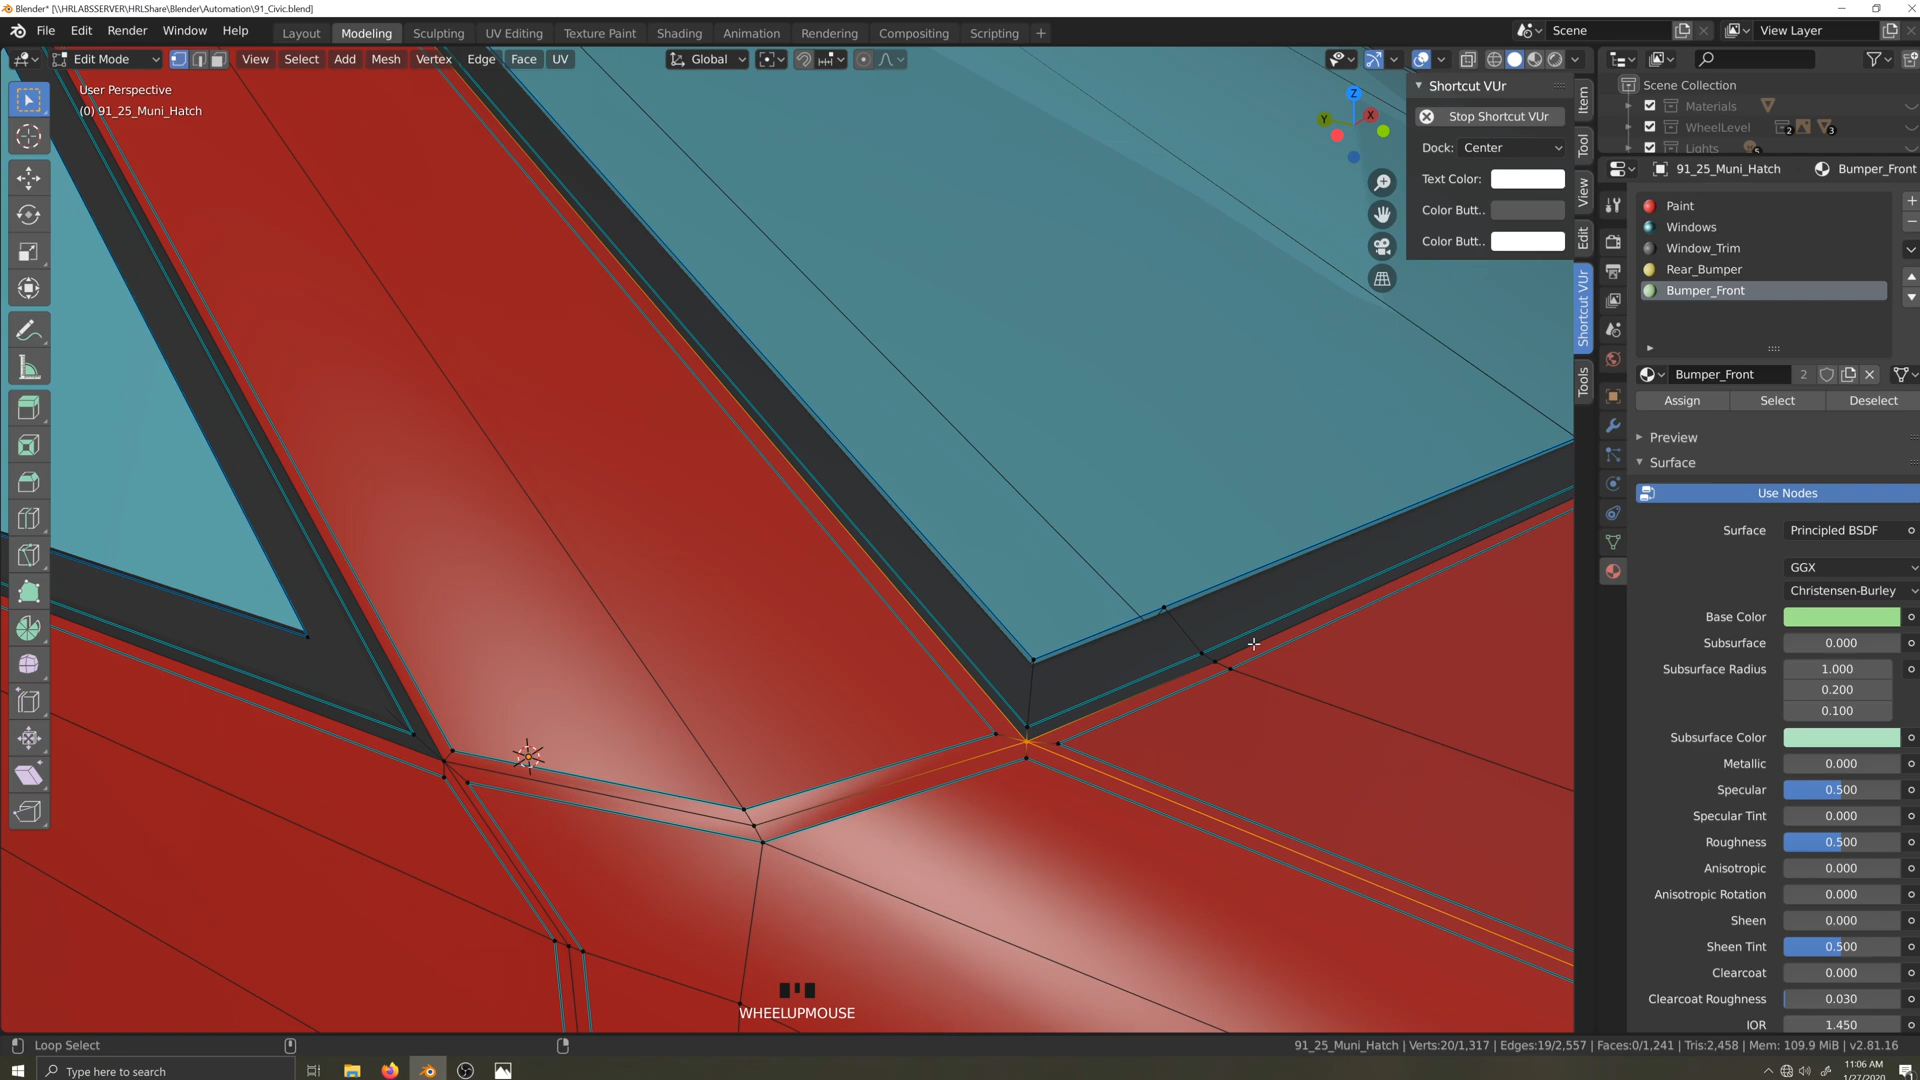 Blender* [\\HRLABSSERVER\HRLShare\Blender\Automation\91_Civic.blend]
File Edit Render Window Help Layout Modeling Sculpting UV Editing Texture Paint Shading Animation Rendering Compositing Scripting + Scene View Layer
Edit Mode View Select Add Mesh Vertex Edge Face UV Global
User Perspective
(0) 91_25_Muni_Hatch
Z
Y
X
Shortcut VUr
Stop Shortcut VUr
Dock: Center
Text Color:
Color Butt..
Color Butt..
Item
Tool
View
Edit
Shortcut VUr
Tools
Scene Collection
Materials
WheelLevel 2 3
Lights 5
91_25_Muni_Hatch Bumper_Front
Paint
Windows
Window_Trim
Rear_Bumper
Bumper_Front
Bumper_Front 2
Assign Select Deselect
Preview
Surface
Use Nodes
Surface Principled BSDF
GGX
Christensen-Burley
Base Color
Subsurface 0.000
Subsurface Radius 1.000
0.200
0.100
Subsurface Color
Metallic 0.000
Specular 0.500
Specular Tint 0.000
Roughness 0.500
Anisotropic 0.000
Anisotropic Rotation 0.000
Sheen 0.000
Sheen Tint 0.500
Clearcoat 0.000
Clearcoat Roughness 0.030
IOR 1.450
WHEELUPMOUSE
Loop Select
91_25_Muni_Hatch | Verts:20/1,317 | Edges:19/2,557 | Faces:0/1,241 | Tris:2,458 | Mem: 109.9 MiB | v2.81.16
Type here to search
11:06 AM
1/27/2020